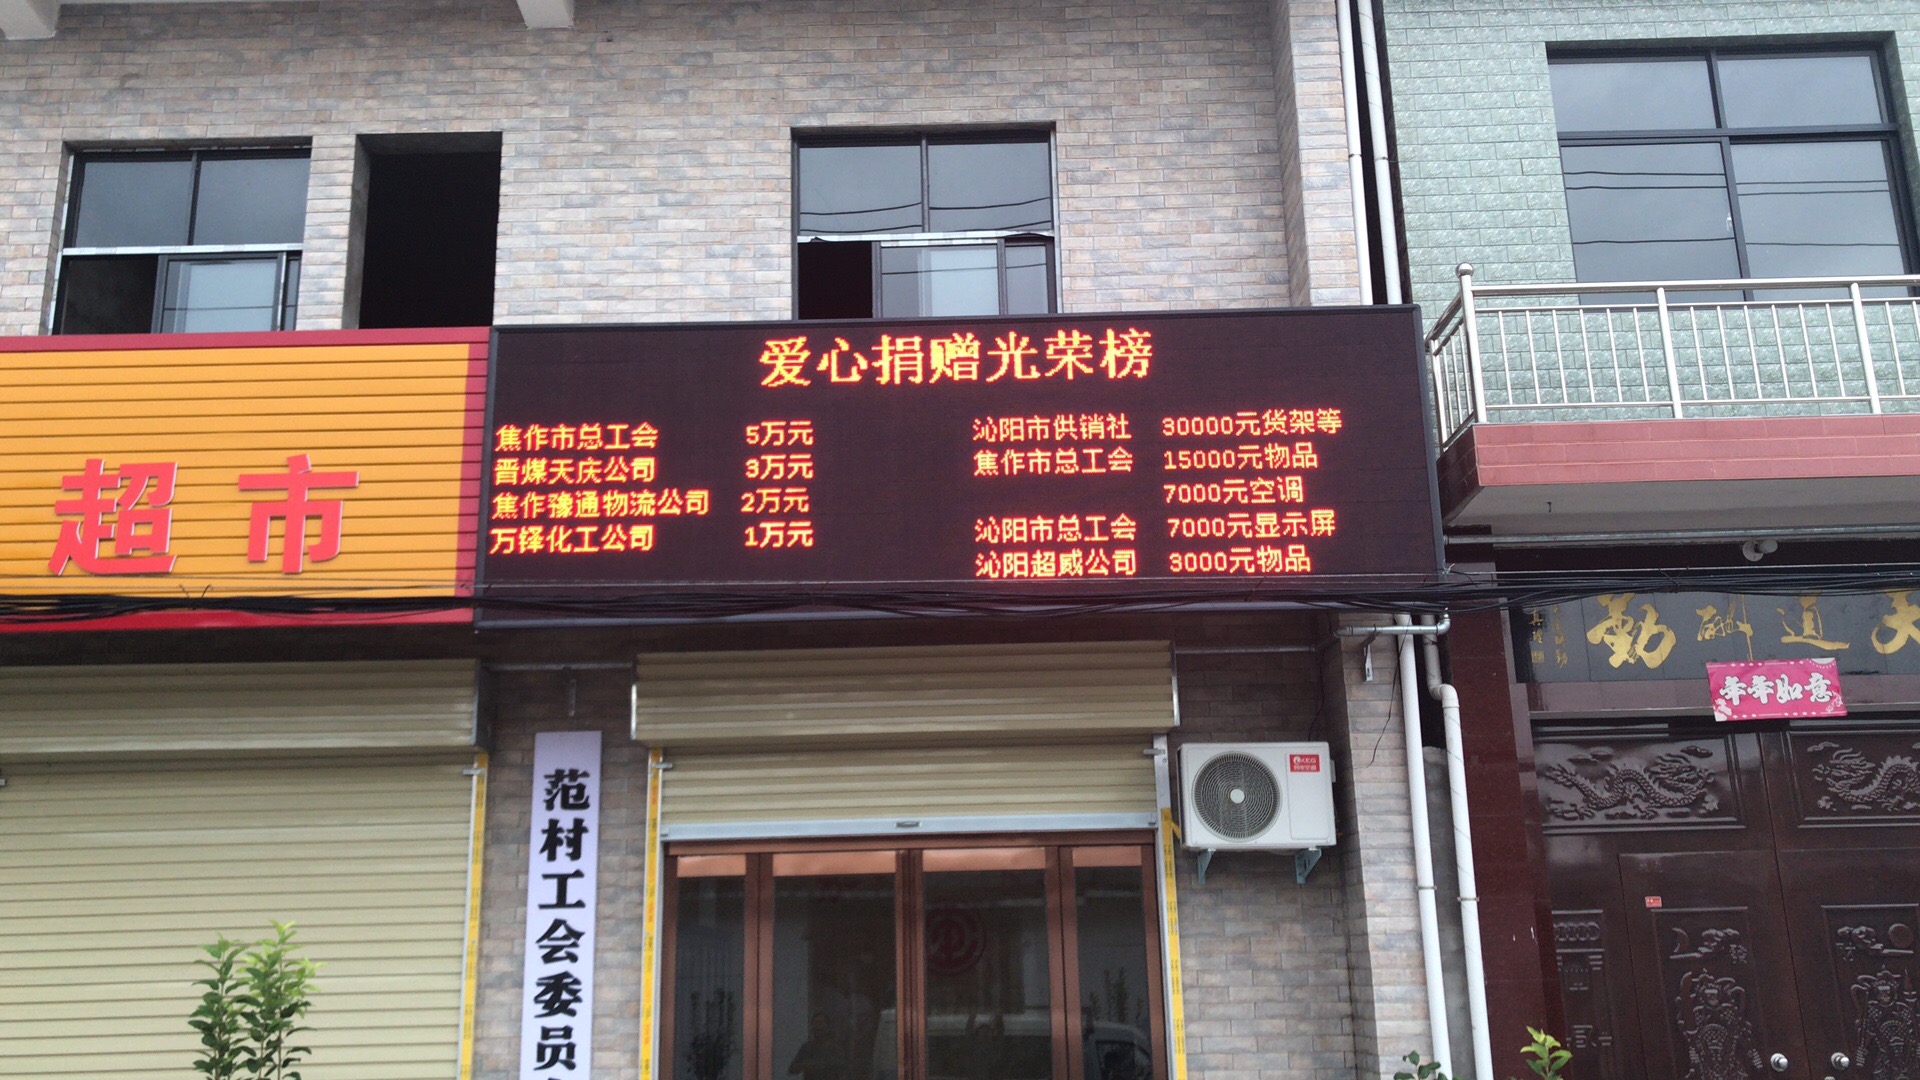 爱心捐赠光荣榜
焦作市总工会 5万元
晋煤天庆公司 3万元
焦作豫通物流公司 2万元
万铎化工公司 1万元
沁阳市供销社 30000元货架等
焦作市总工会 15000元物品
7000元空调
沁阳市总工会 7000元显示屏
沁阳超威公司 3000元物品
超市
范村工会委员
天道酬勤
年年如意